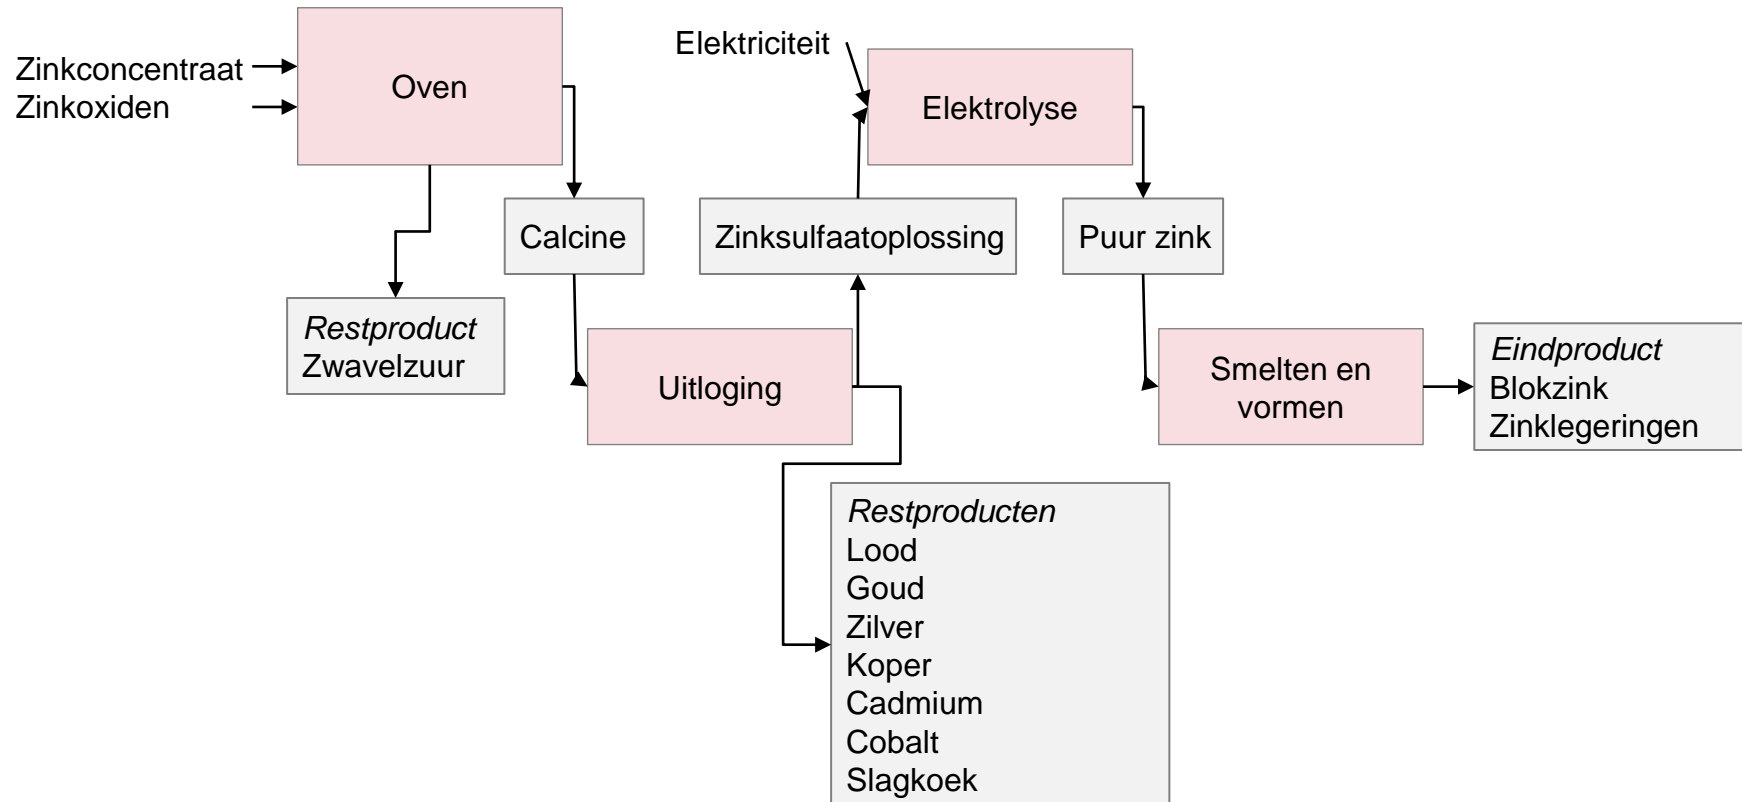 Zinkconcentraat
Zinkoxiden
Oven
Elektriciteit
Elektrolyse
Calcine
Zinksulfaatoplossing
Puur zink
Restproduct
Zwavelzuur
Uitloging
Smelten en
vormen
Eindproduct
Blokzink
Zinklegeringen
Restproducten
Lood
Goud
Zilver
Koper
Cadmium
Cobalt
Slagkoek